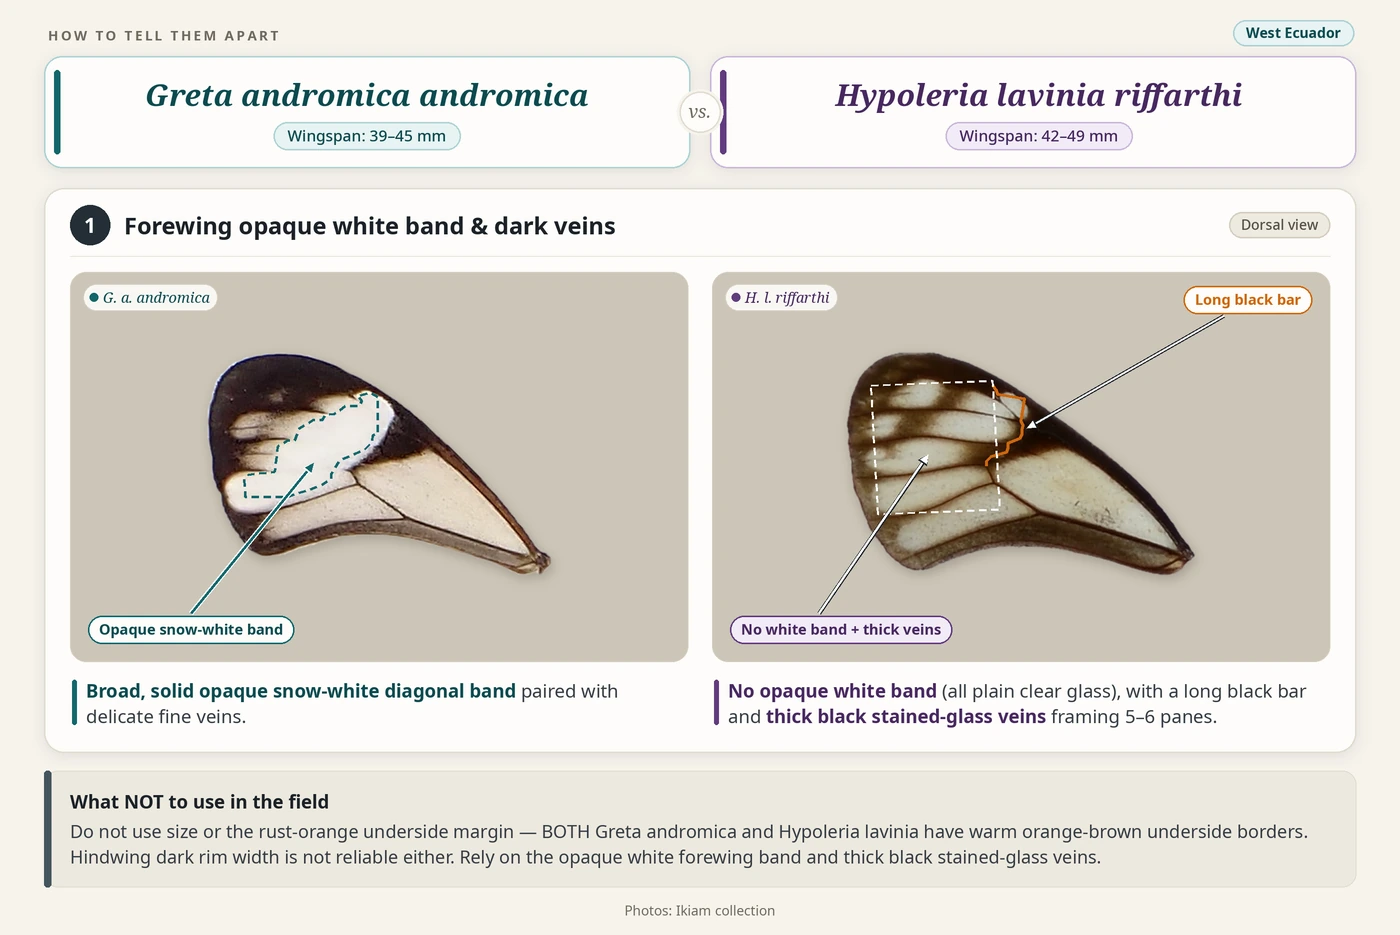 HOW TO TELL THEM APART
West Ecuador
Greta andromica andromica
Wingspan: 39–45 mm
vs.
Hypoleria lavinia riffarthi
Wingspan: 42–49 mm
1
Forewing opaque white band & dark veins
Dorsal view
G. a. andromica
Opaque snow-white band
H. l. riffarthi
Long black bar
No white band + thick veins
Broad, solid opaque snow-white diagonal band paired with
delicate fine veins.
No opaque white band (all plain clear glass), with a long black bar
and thick black stained-glass veins framing 5–6 panes.
What NOT to use in the field
Do not use size or the rust-orange underside margin — BOTH Greta andromica and Hypoleria lavinia have warm orange-brown underside borders.
Hindwing dark rim width is not reliable either. Rely on the opaque white forewing band and thick black stained-glass veins.
Photos: Ikiam collection